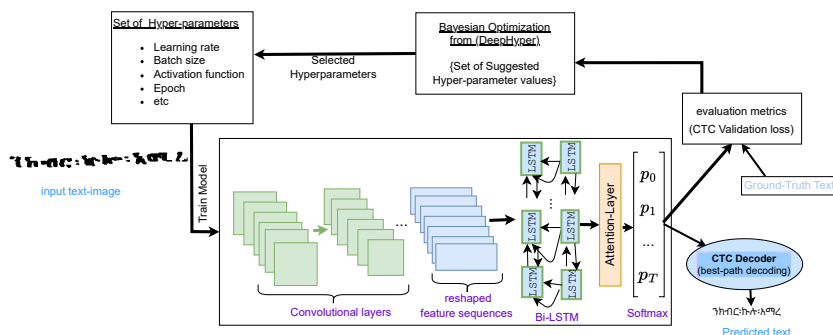 Set of Hyper-parameters
• Learning rate
• Batch size
• Activation function
• Epoch
• etc
Selected
Hyperparameters
Bayesian Optimization
from (DeepHyper)
{Set of Suggested
Hyper-parameter values}
evaluation metrics
(CTC Validation loss)
Ground-Truth Text
input text-image
Train Model
...
Convolutional layers
reshaped
feature sequences
LSTM LSTM
...
LSTM LSTM
LSTM LSTM
Bi-LSTM
Attention-Layer
p0
p1
...
pT
Softmax
CTC Decoder
(best-path decoding)
ንክብር፡ኩሉ፡አማረ
Predicted text